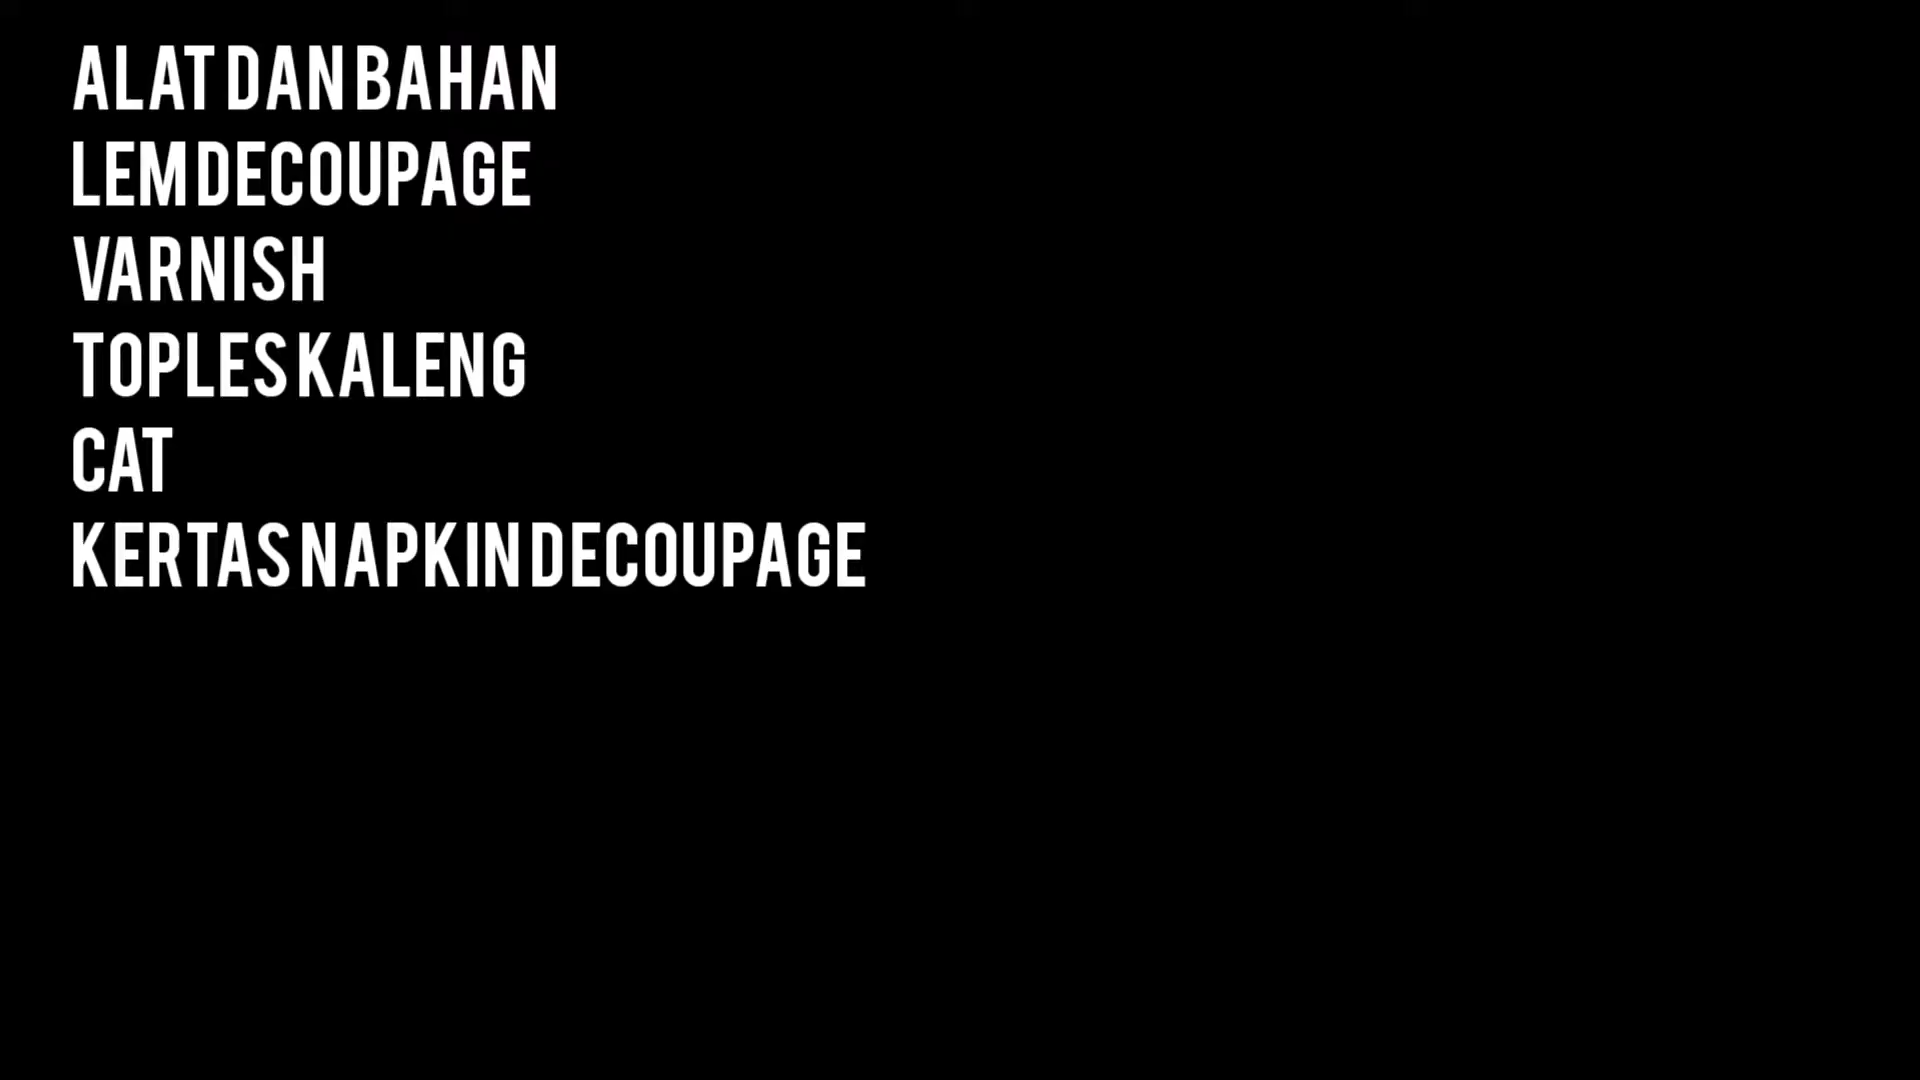 ALAT DAN BAHAN
LEM DECOUPAGE
VARNISH
TOPLES KALENG
CAT
KERTAS NAPKIN DECOUPAGE